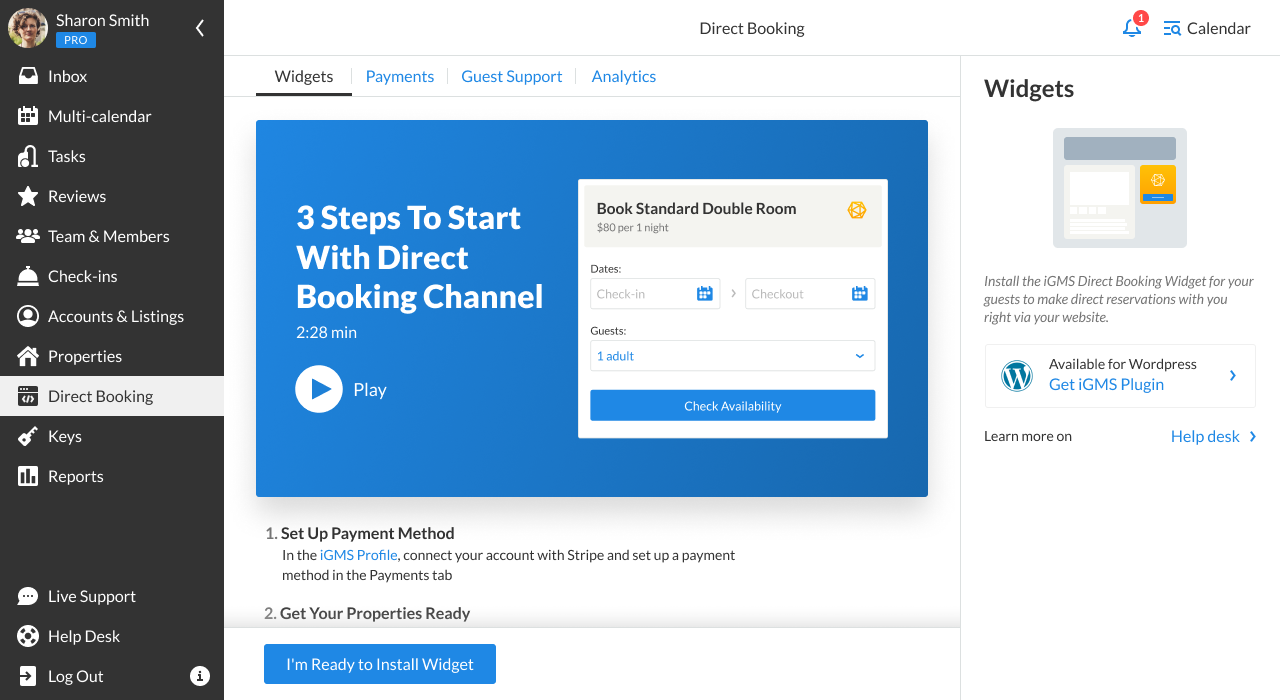 Sharon Smith
PRO
Inbox
Multi-calendar
Tasks
Reviews
Team & Members
Check-ins
Accounts & Listings
Properties
Direct Booking
Keys
Reports
Live Support
Help Desk
Log Out
Direct Booking
1
Calendar
Widgets
Payments
Guest Support
Analytics
3 Steps To Start
With Direct
Booking Channel
2:28 min
Play
Book Standard Double Room
$80 per 1 night
Dates:
Check-in
Checkout
Guests:
1 adult
Check Availability
1. Set Up Payment Method
In the iGMS Profile, connect your account with Stripe and set up a payment
method in the Payments tab
2. Get Your Properties Ready
I'm Ready to Install Widget
Widgets
Install the iGMS Direct Booking Widget for your
guests to make direct reservations with you
right via your website.
Available for Wordpress
Get iGMS Plugin
Learn more on
Help desk